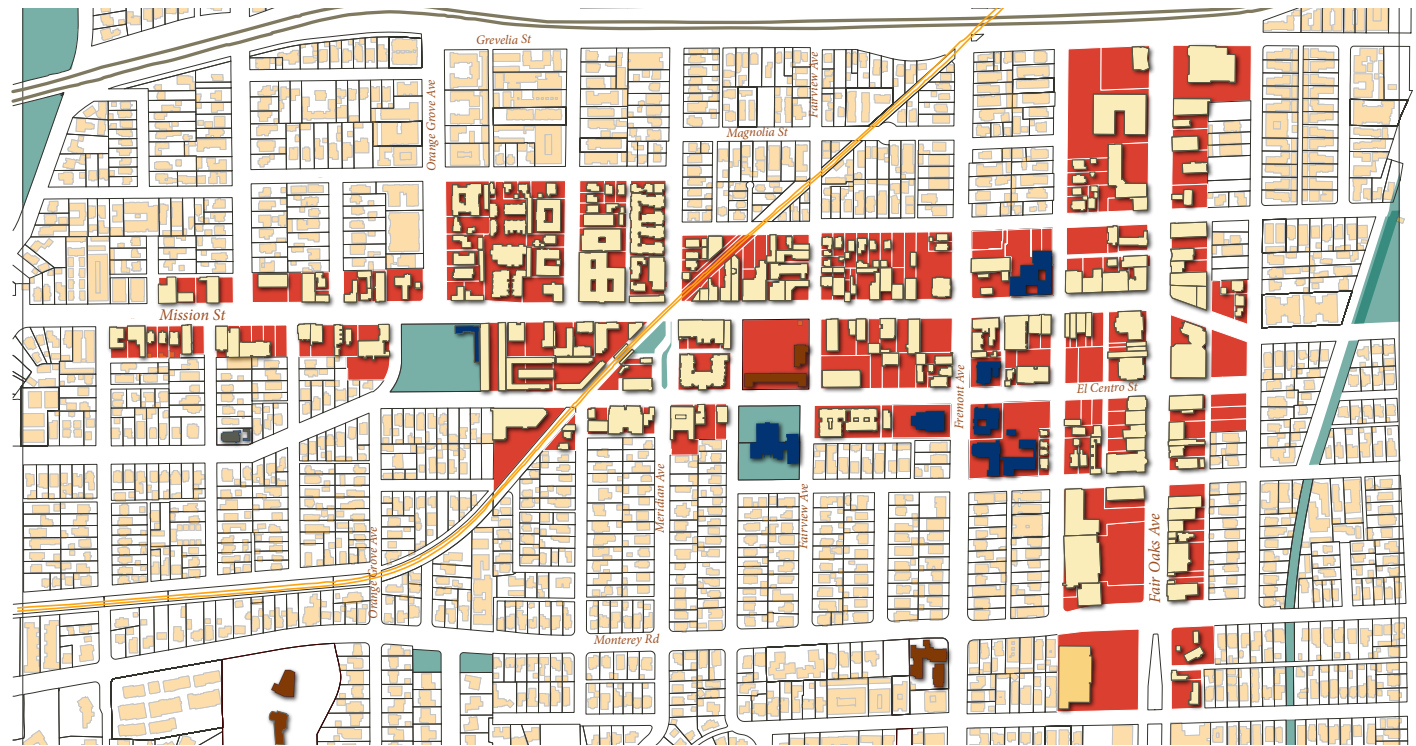 Grevelia St
Orange Grove Ave
Fairview Ave
Magnolia St
Mission St
Fremont Ave
El Centro St
Meridian Ave
Fairview Ave
Orange Grove Ave
Fair Oaks Ave
Monterey Rd